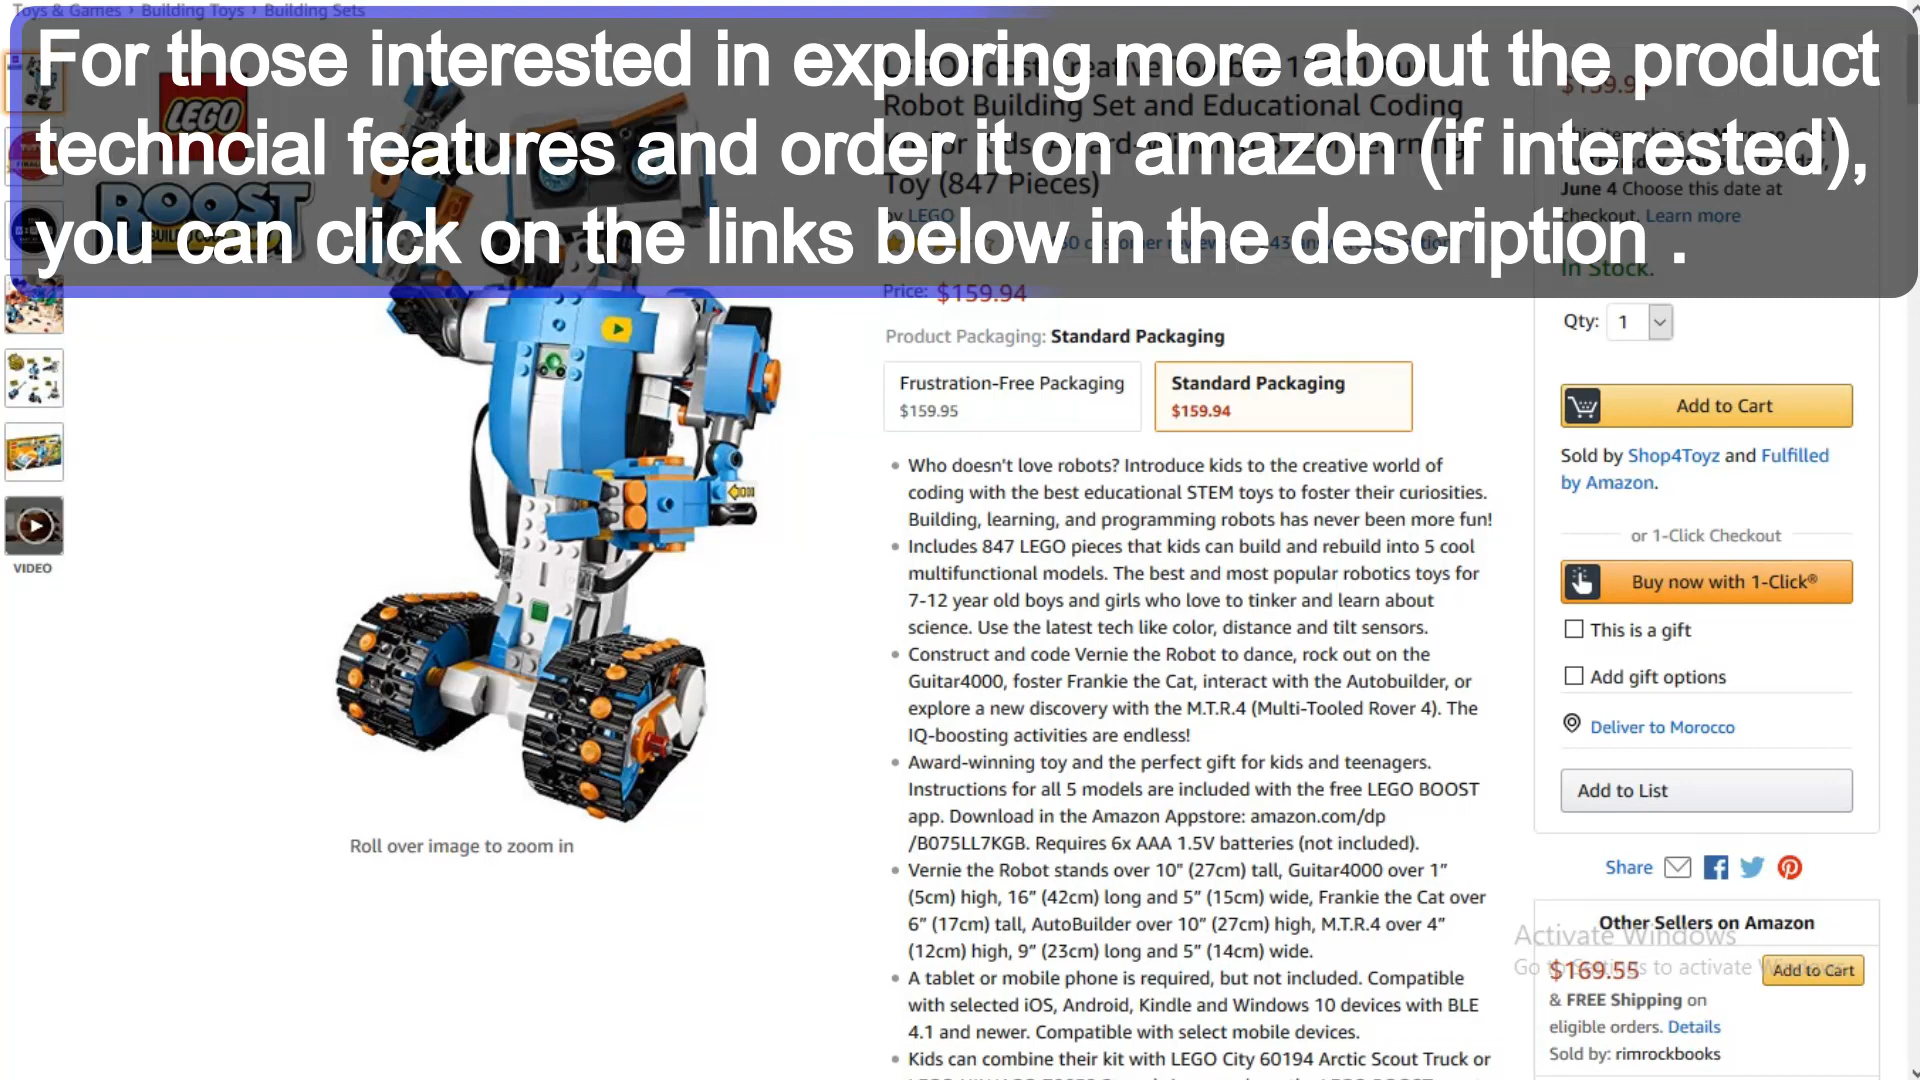 Toys & Games › Building Toys › Building Sets
For those interested in exploring more about the product
techncial features and order it on amazon (if interested),
you can click on the links below in the description .
LEGO
BOOST
VIDEO
Roll over image to zoom in
Robot Building Set and Educational Coding
Toy (847 Pieces)
by LEGO
Price: $159.94
Product Packaging: Standard Packaging
Frustration-Free Packaging
$159.95
Standard Packaging
$159.94
Who doesn't love robots? Introduce kids to the creative world of
coding with the best educational STEM toys to foster their curiosities.
Building, learning, and programming robots has never been more fun!
Includes 847 LEGO pieces that kids can build and rebuild into 5 cool
multifunctional models. The best and most popular robotics toys for
7-12 year old boys and girls who love to tinker and learn about
science. Use the latest tech like color, distance and tilt sensors.
Construct and code Vernie the Robot to dance, rock out on the
Guitar4000, foster Frankie the Cat, interact with the Autobuilder, or
explore a new discovery with the M.T.R.4 (Multi-Tooled Rover 4). The
IQ-boosting activities are endless!
Award-winning toy and the perfect gift for kids and teenagers.
Instructions for all 5 models are included with the free LEGO BOOST
app. Download in the Amazon Appstore: amazon.com/dp
/B075LL7KGB. Requires 6x AAA 1.5V batteries (not included).
Vernie the Robot stands over 10" (27cm) tall, Guitar4000 over 1”
(5cm) high, 16” (42cm) long and 5” (15cm) wide, Frankie the Cat over
6” (17cm) tall, AutoBuilder over 10” (27cm) high, M.T.R.4 over 4”
(12cm) high, 9” (23cm) long and 5” (14cm) wide.
A tablet or mobile phone is required, but not included. Compatible
with selected iOS, Android, Kindle and Windows 10 devices with BLE
4.1 and newer. Compatible with select mobile devices.
Kids can combine their kit with LEGO City 60194 Arctic Scout Truck or
June 4 Choose this date at
checkout. Learn more
In Stock.
Qty: 1
Add to Cart
Sold by Shop4Toyz and Fulfilled
by Amazon.
or 1-Click Checkout
Buy now with 1-Click®
This is a gift
Add gift options
Deliver to Morocco
Add to List
Share
Other Sellers on Amazon
Activate Windows
Go to Settings to activate Windows.
$169.55
Add to Cart
& FREE Shipping on
eligible orders. Details
Sold by: rimrockbooks